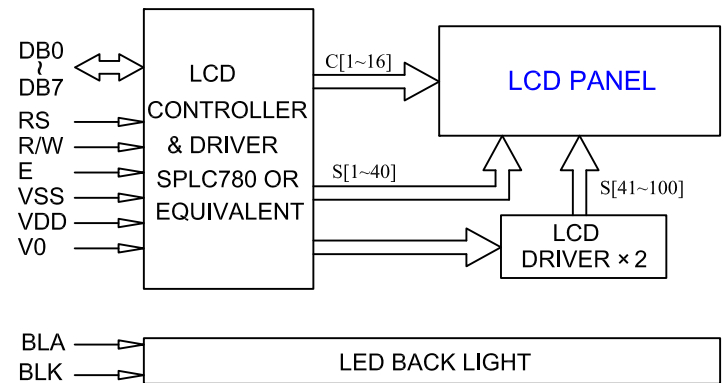 DB0
~
DB7
RS
R/W
E
VSS
VDD
V0
LCD
CONTROLLER
& DRIVER
SPLC780 OR
EQUIVALENT
C[1~16]
LCD PANEL
S[1~40]
S[41~100]
LCD
DRIVER × 2
BLA
BLK
LED BACK LIGHT